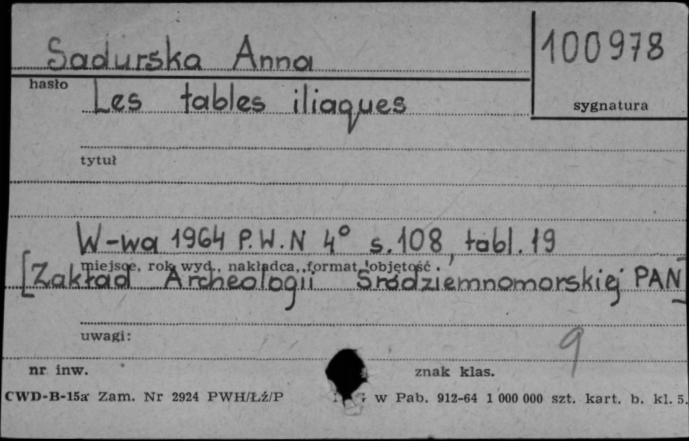 Sadurska Anna
100978
hasło
sygnatura
Les tables iliaques
tytuł
W-wa 1964 P.W.N 4° s.108, tabl.19
miejsce, rok wyd., nakładca, format, objętość
[Zakład Archeologii Śródziemnomorskiej PAN]
uwagi:
9
nr inw.
znak klas.
CWD-B-15a Zam. Nr 2924 PWH/ŁŻ/P w Pab. 912-64 1 000 000 szt. kart. b. kl. 5.